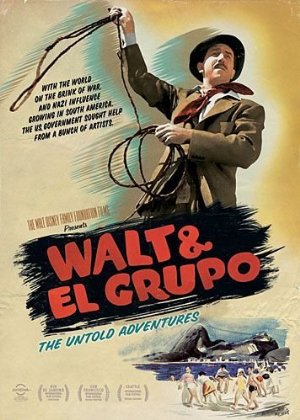 WITH THE WORLD
ON THE BRINK OF WAR,
AND NAZI INFLUENCE
GROWING IN SOUTH AMERICA,
THE U.S. GOVERNMENT SOUGHT HELP
FROM A BUNCH OF ARTISTS.
THE WALT DISNEY FAMILY FOUNDATION FILMS
Presents
WALT &
EL GRUPO
THE UNTOLD ADVENTURES